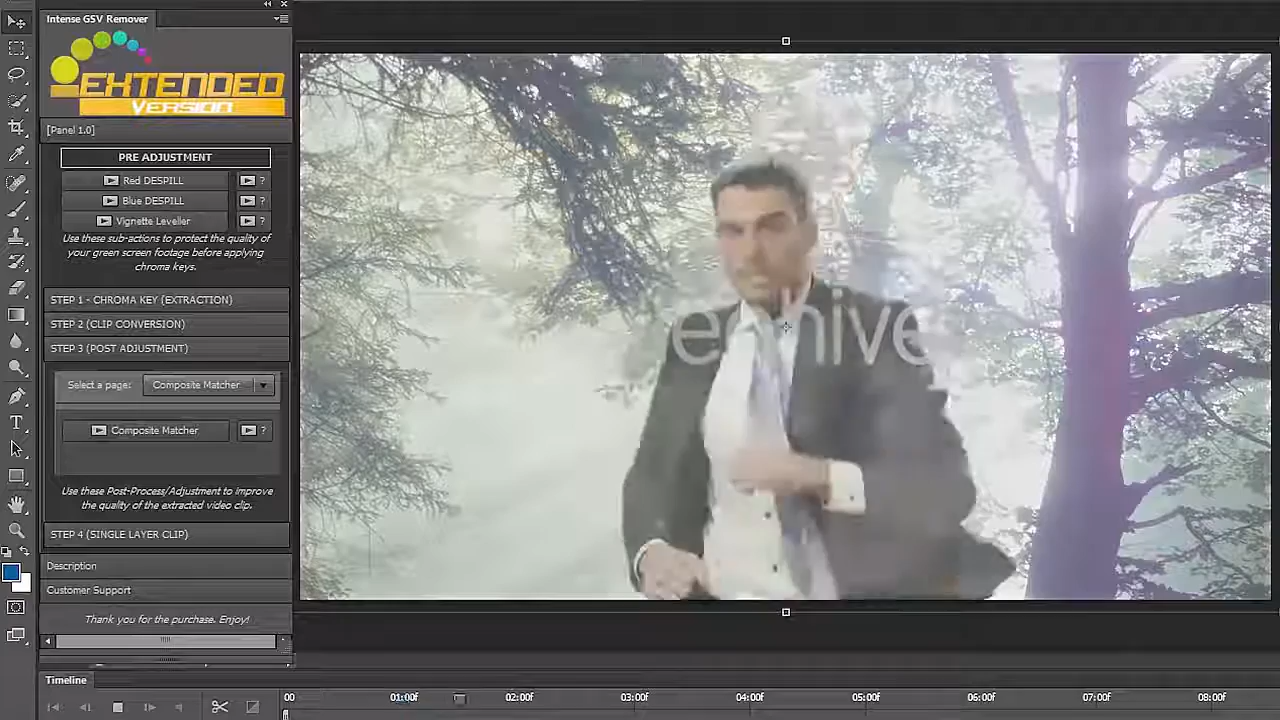 Intense GSV Remover
EXTENDED
VERSION
[Panel 1.0]
PRE ADJUSTMENT
Red DESPILL ?
Blue DESPILL ?
Vignette Leveller ?
Use these sub-actions to protect the quality of
your green screen footage before applying
chroma keys.
STEP 1 - CHROMA KEY (EXTRACTION)
STEP 2 (CLIP CONVERSION)
STEP 3 (POST ADJUSTMENT)
Select a page: Composite Matcher
Composite Matcher ?
Use these Post-Process/Adjustment to improve
the quality of the extracted video clip.
STEP 4 (SINGLE LAYER CLIP)
Description
Customer Support
Thank you for the purchase. Enjoy!
Timeline
00 01:00f 02:00f 03:00f 04:00f 05:00f 06:00f 07:00f 08:00f